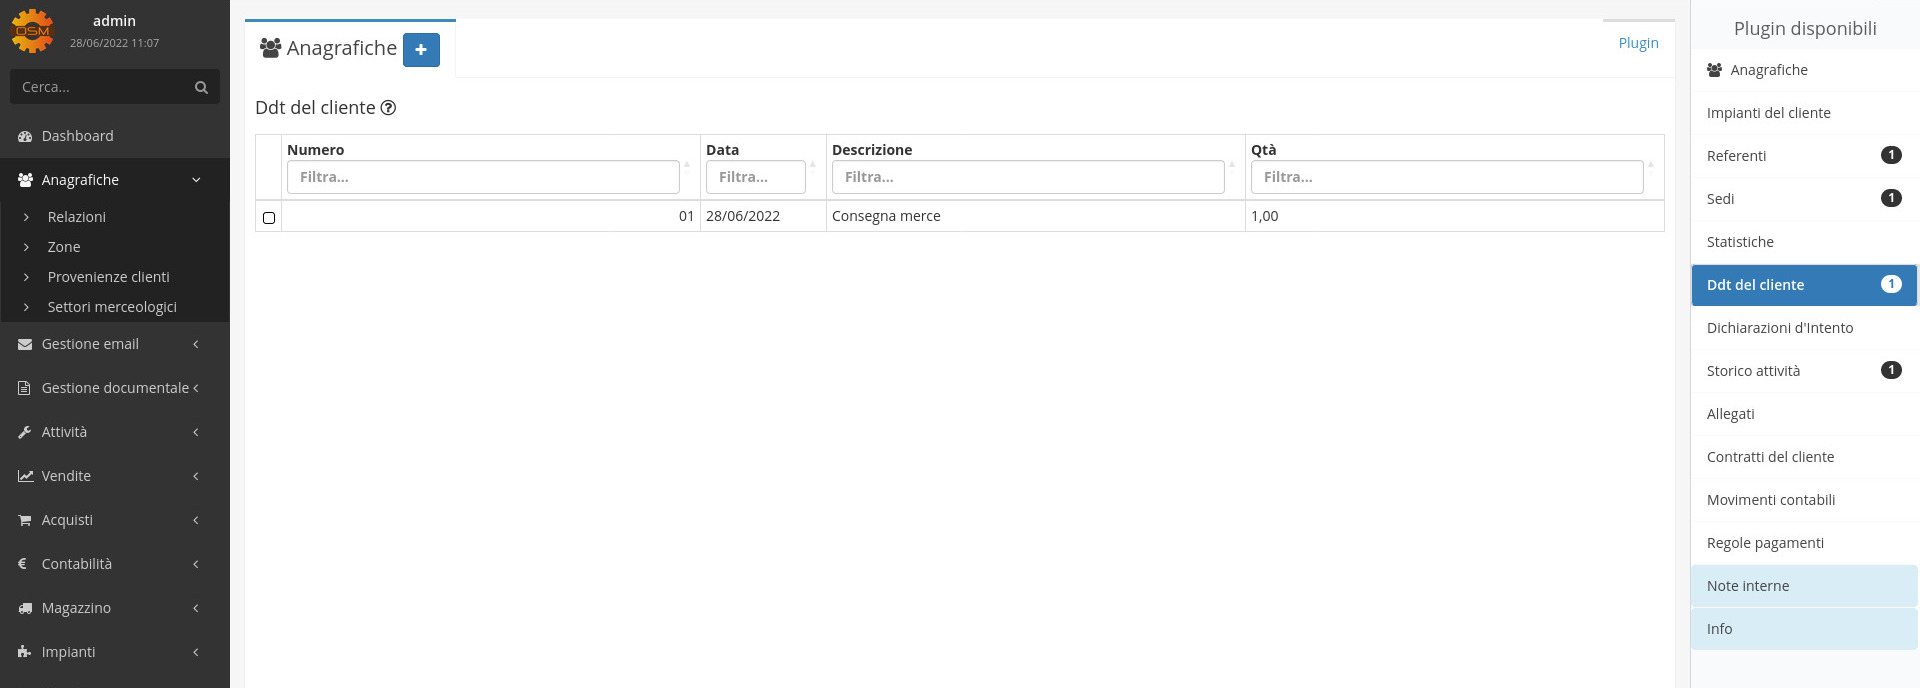 OSM
admin
28/06/2022 11:07
Cerca...
Dashboard
Anagrafiche
Relazioni
Zone
Provenienze clienti
Settori merceologici
Gestione email
Gestione documentale
Attività
Vendite
Acquisti
Contabilità
Magazzino
Impianti
Anagrafiche
Plugin
Ddt del cliente
Numero Data Descrizione Qtà
Filtra... Filtra... Filtra... Filtra...
01 28/06/2022 Consegna merce 1,00
Plugin disponibili
Anagrafiche
Impianti del cliente
Referenti 1
Sedi 1
Statistiche
Ddt del cliente 1
Dichiarazioni d'Intento
Storico attività 1
Allegati
Contratti del cliente
Movimenti contabili
Regole pagamenti
Note interne
Info